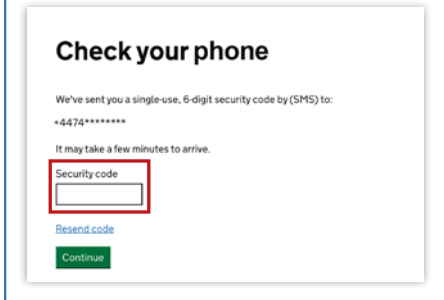 Check your phone
We've sent you a single-use, 6-digit security code by (SMS) to:
+4474********
It may take a few minutes to arrive.
Security code
Resend code
Continue